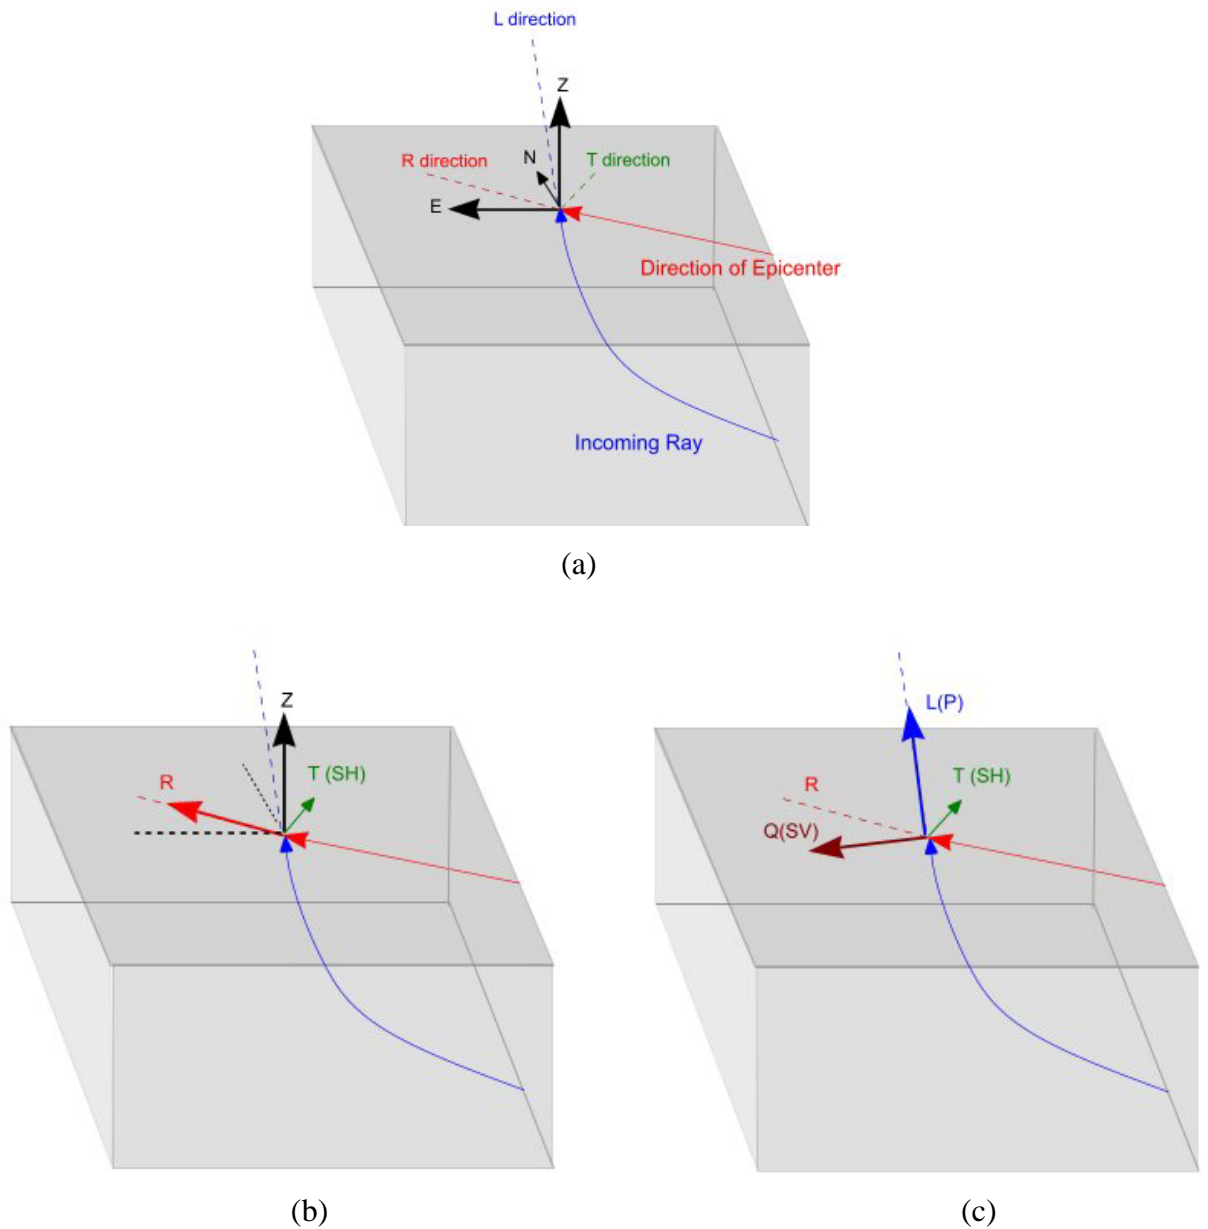 L direction
Z
R direction
N
T direction
E
Direction of Epicenter
Incoming Ray
(a)
Z
R
T (SH)
(b)
L(P)
R
T (SH)
Q(SV)
(c)